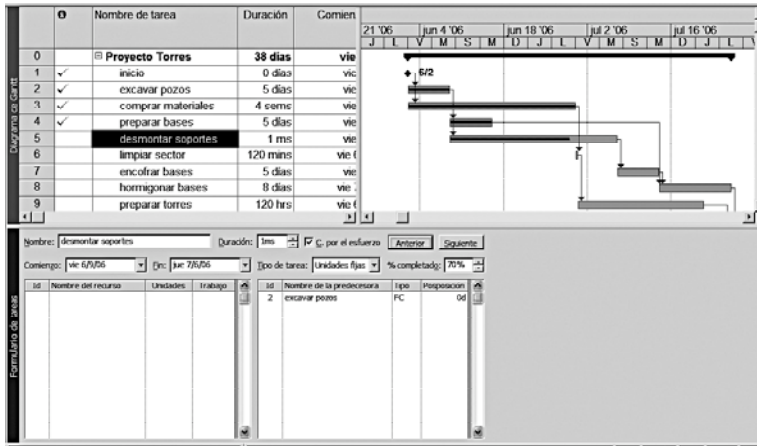 Nombre de tarea Duración Comien
21 '06 jun 4 '06 jun 18 '06 jul 2 '06 jul 16 '06
J L V M S M D J L V S M D J L
0 Proyecto Torres 38 días vie
1 inicio 0 días vie
6/2
2 excavar pozos 5 días vie
3 comprar materiales 4 sems vie
4 preparar bases 5 días vie
5 desmontar soportes 1 ms vie
6 limpiar sector 120 mins vie
7 encofrar bases 5 días vie
8 hormigonar bases 8 días vie
9 preparar torres 120 hrs vie
Diagrama de Gantt
Nombre: desmontar soportes Duración: 1ms C. por el esfuerzo Anterior Siguiente
Comienzo: vie 6/9/06 Fin: jue 7/6/06 Tipo de tarea: Unidades fijas % completado: 70%
Id Nombre del recurso Unidades Trabajo Id Nombre de la predecesora Tipo Posposición
2 excavar pozos FC 0d
Formulario de tareas